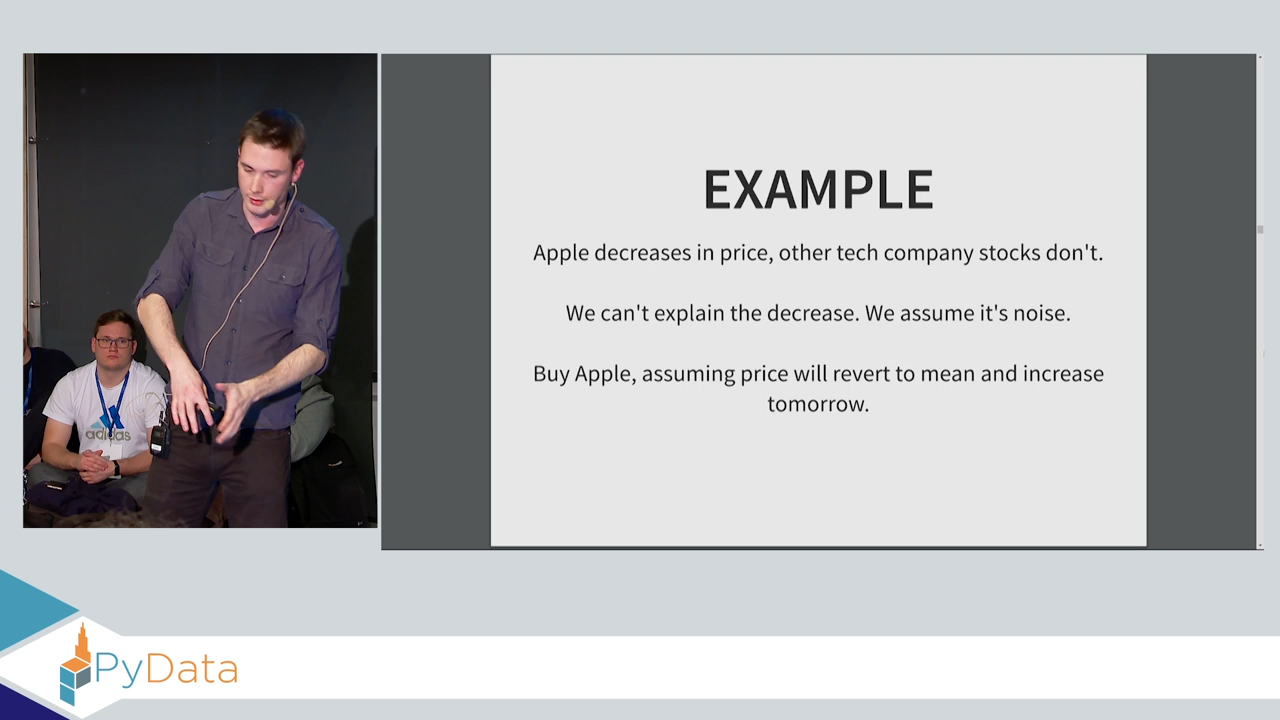 EXAMPLE
Apple decreases in price, other tech company stocks don't.
We can't explain the decrease. We assume it's noise.
Buy Apple, assuming price will revert to mean and increase
tomorrow.
adidas
PyData